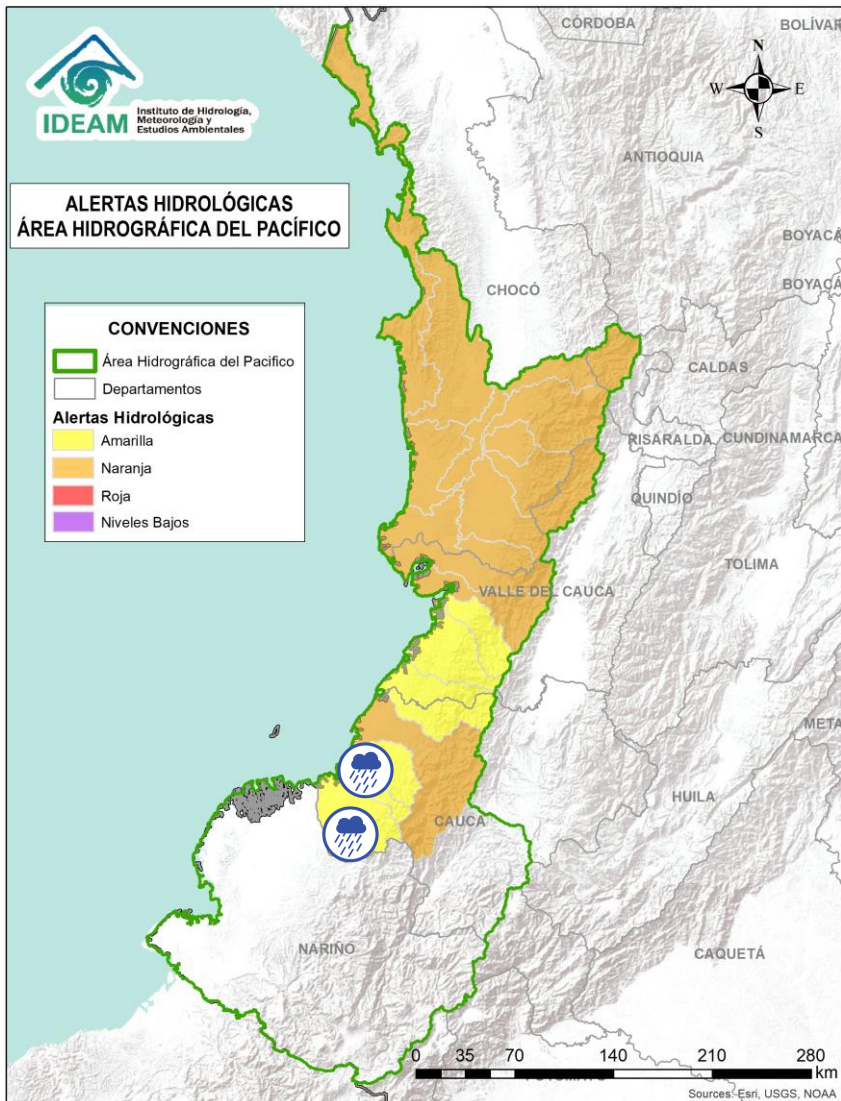 CÓRDOBA
BOLÍVAR
IDEAM
Instituto de Hidrología,
Meteorología y
Estudios Ambientales
N
W E
S
ANTIOQUIA
ALERTAS HIDROLÓGICAS
ÁREA HIDROGRÁFICA DEL PACÍFICO
BOYACÁ
BOYACÁ
CHOCÓ
CONVENCIONES
Área Hidrográfica del Pacifico
Departamentos
Alertas Hidrológicas
Amarilla
Naranja
Roja
Niveles Bajos
CALDAS
RISARALDA
CUNDINAMARCA
QUINDÍO
TOLIMA
VALLE DEL CAUCA
META
HUILA
CAUCA
NARIÑO
CAQUETÁ
0 35 70 140 210 280
km
Sources: Esri, USGS, NOAA